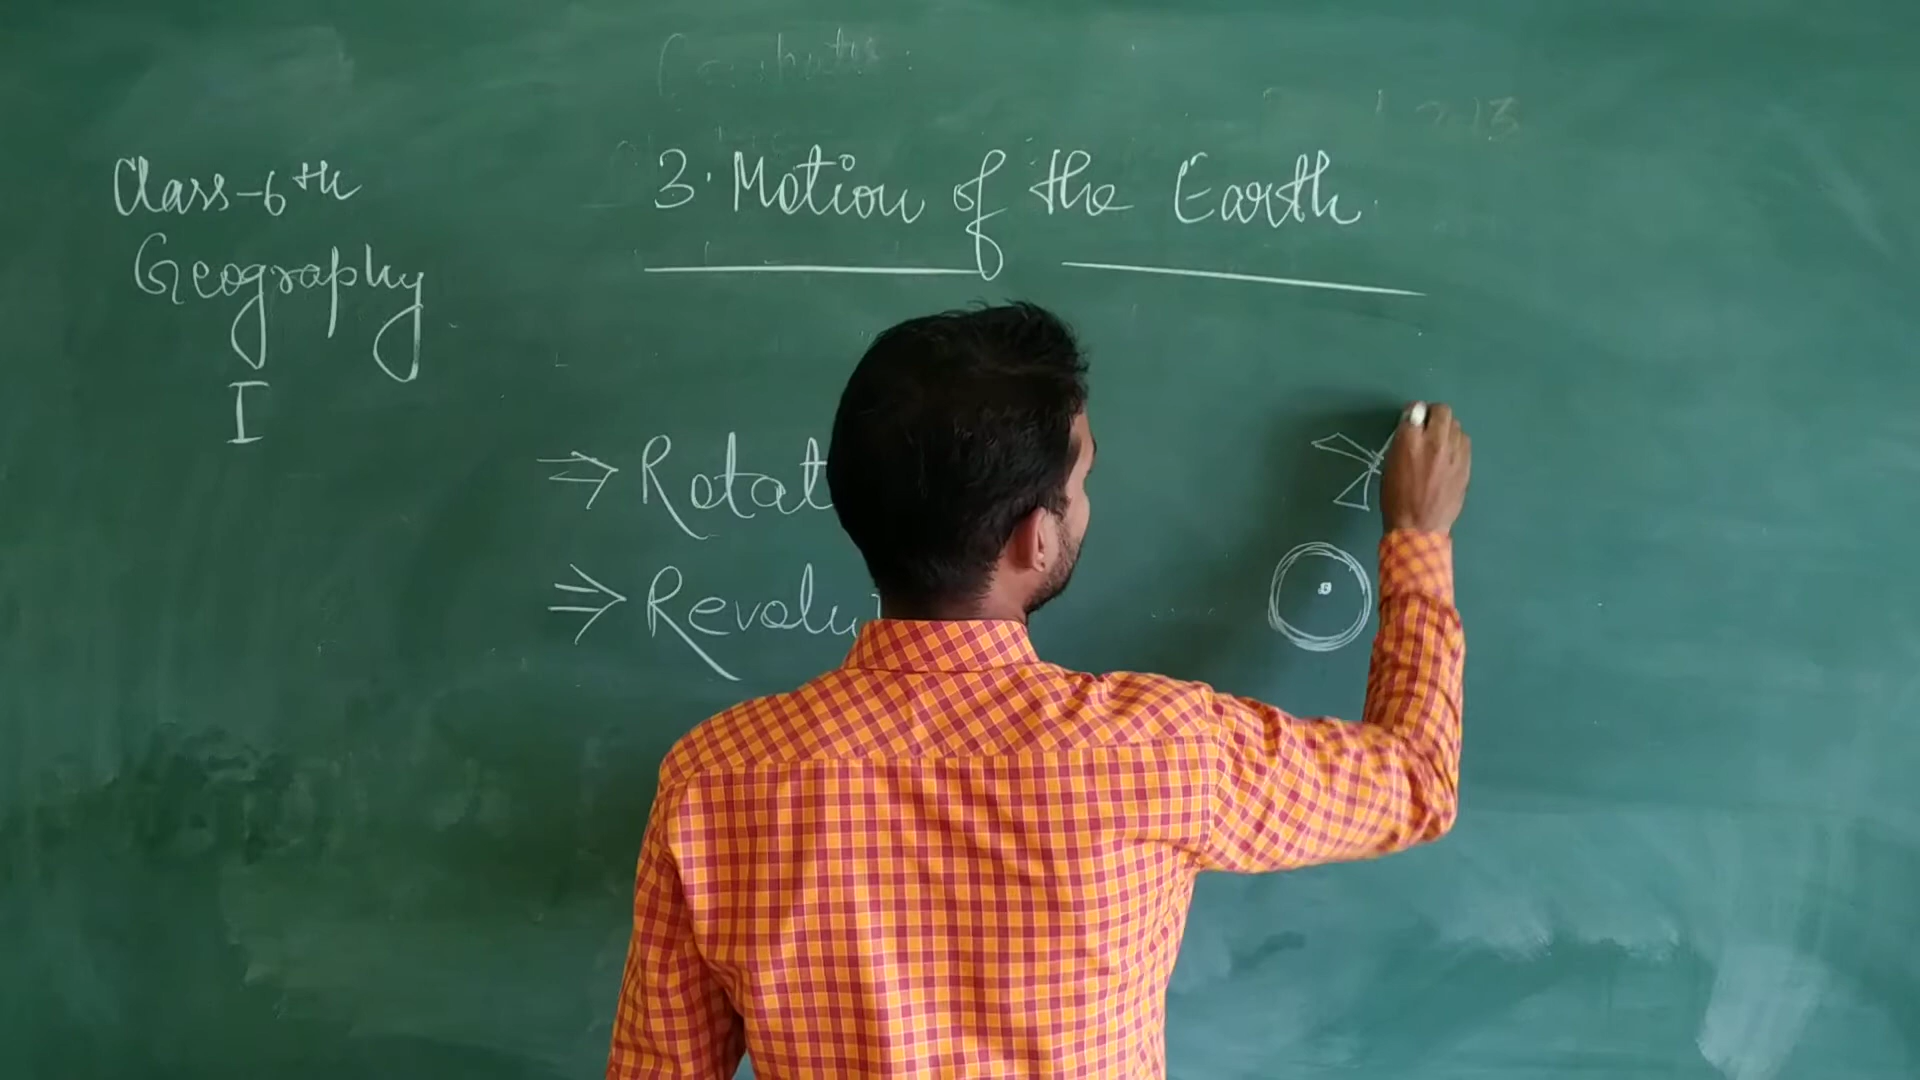 Class-6th
Geography
I
3. Motion of the Earth
⇒ Rotat
⇒ Revolu